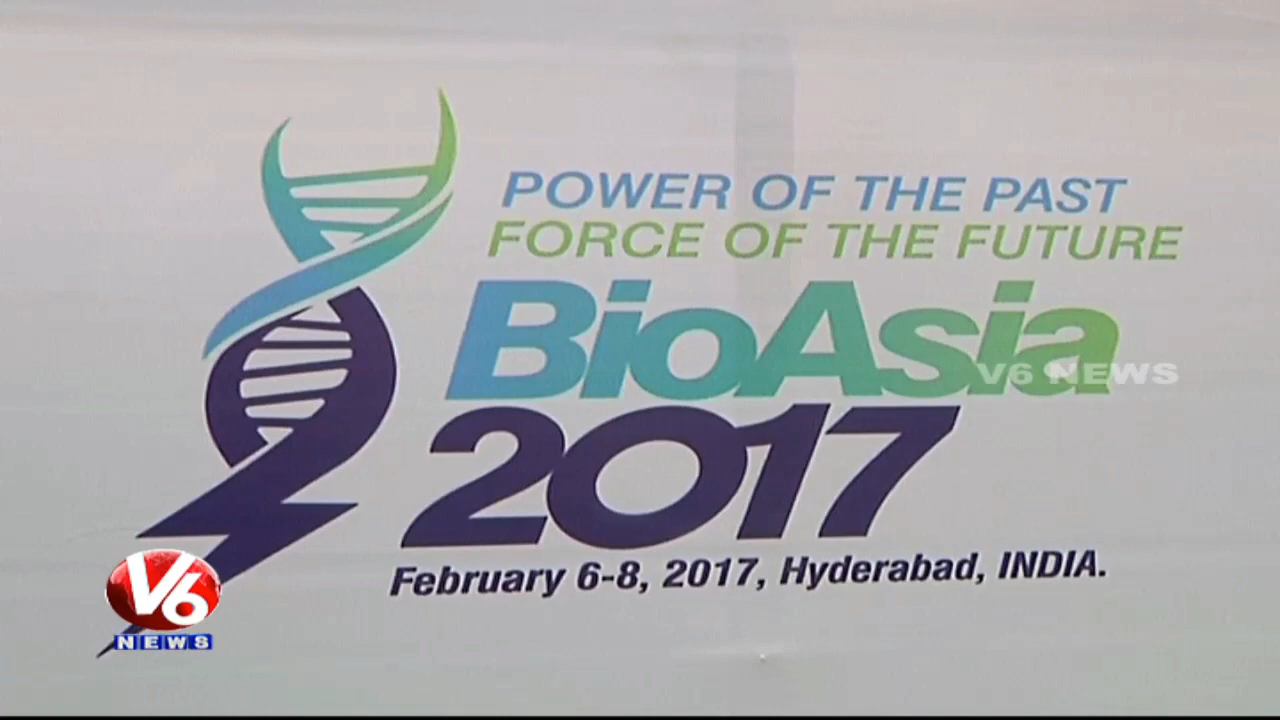 POWER OF THE PAST
FORCE OF THE FUTURE
BioAsia
V6 NEWS
2017
February 6-8, 2017, Hyderabad, INDIA.
V6
NEWS